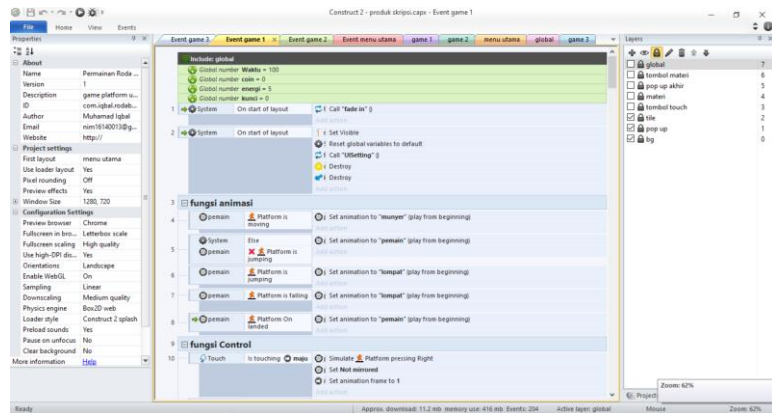 Construct 2 - produk skripsi.capx - Event game 1
File Home View Events
Properties
About
Name Permainan Roda ...
Version 1
Description game platform u...
ID com.iqbal.rodab...
Author Muhamad Iqbal
Email nim16140013@g...
Website http://
Project settings
First layout menu utama
Use loader layout Yes
Pixel rounding Off
Preview effects Yes
Window Size 1280, 720
Configuration Settings
Preview browser Chrome
Fullscreen in bro... Letterbox scale
Fullscreen scaling High quality
Use high-DPI dis... Yes
Orientations Landscape
Enable WebGL On
Sampling Linear
Downscaling Medium quality
Physics engine Box2D web
Loader style Construct 2 splash
Preload sounds Yes
Pause on unfocus No
Clear background No
More information Help
Event game 3 Event game 1 × Event game 2 Event menu utama game 1 game 2 menu utama global game 3
Include: global
Global number Waktu = 100
Global number coin = 0
Global number energi = 5
Global number kunci = 0
1 System On start of layout Call "fade in" ()
Add action
2 System On start of layout Set Visible
Reset global variables to default
Call "UISetting" ()
Destroy
Destroy
Add action
3 fungsi animasi
4 pemain Platform is moving Set animation to "munyer" (play from beginning)
Add action
5 System Else Set animation to "pemain" (play from beginning)
pemain Platform is jumping Add action
6 pemain Platform is jumping Set animation to "lompat" (play from beginning)
Add action
7 pemain Platform is falling Set animation to "lompat" (play from beginning)
Add action
8 pemain Platform On landed Set animation to "pemain" (play from beginning)
Add action
9 fungsi Control
10 Touch Is touching maju Simulate Platform pressing Right
Set Not mirrored
Set animation frame to 1
Layers
global 7
tombol materi 6
pop up akhir 5
materi 4
tombol touch 3
tile 2
pop up 1
bg 0
Project
Zoom: 62%
Ready Approx. download: 11.2 mb memory use: 416 mb Events: 204 Active layer: global Mouse Zoom: 62%